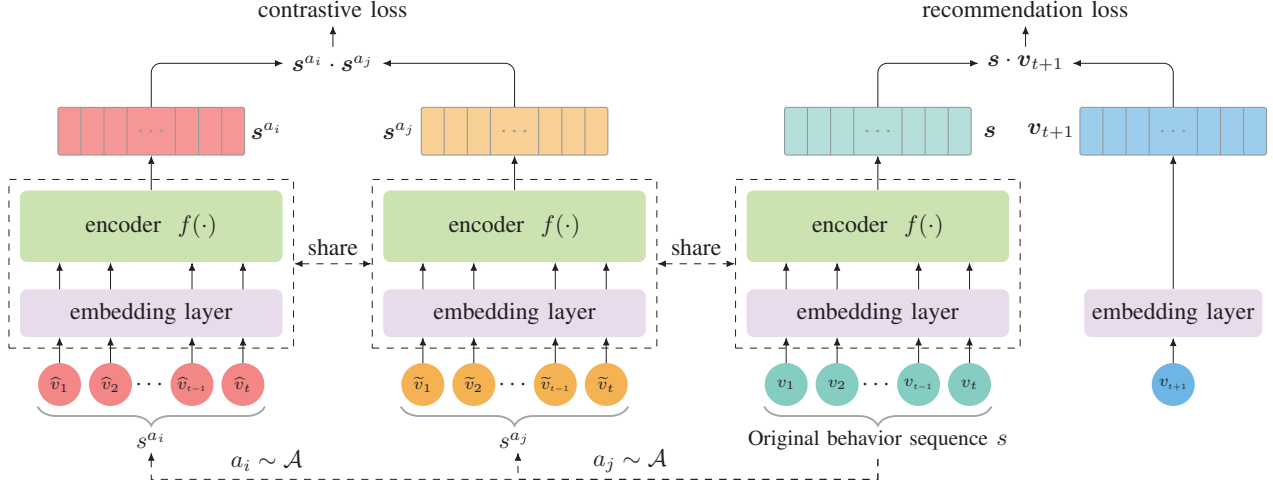 contrastive loss recommendation loss
𝒔^{a_i} · 𝒔^{a_j} 𝒔 · 𝒗_{t+1}
··· 𝒔^{a_i} 𝒔^{a_j} ··· ··· 𝒔 𝒗_{t+1} ···
encoder f(·) encoder f(·) encoder f(·)
share share
embedding layer embedding layer embedding layer embedding layer
v̂_1 v̂_2 ··· v̂_{t-1} v̂_t ṽ_1 ṽ_2 ··· ṽ_{t-1} ṽ_t v_1 v_2 ··· v_{t-1} v_t v_{t+1}
s^{a_i} s^{a_j} Original behavior sequence s
a_i ∼ 𝒜 a_j ∼ 𝒜